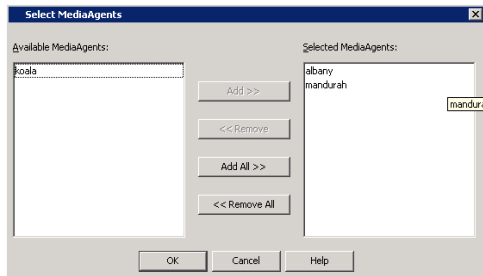 Select MediaAgents
Available MediaAgents:
Selected MediaAgents:
koala
albany
mandurah
Add >>
<< Remove
Add All >>
<< Remove All
OK
Cancel
Help